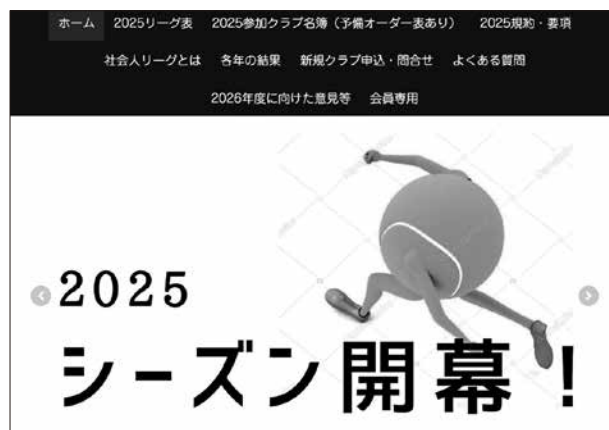 ホーム 2025リーグ表 2025参加クラブ名簿（予備オーダー表あり） 2025規約・要項
社会人リーグとは 各年の結果 新規クラブ申込・問合せ よくある質問
2026年度に向けた意見等 会員専用
2025
シーズン開幕！